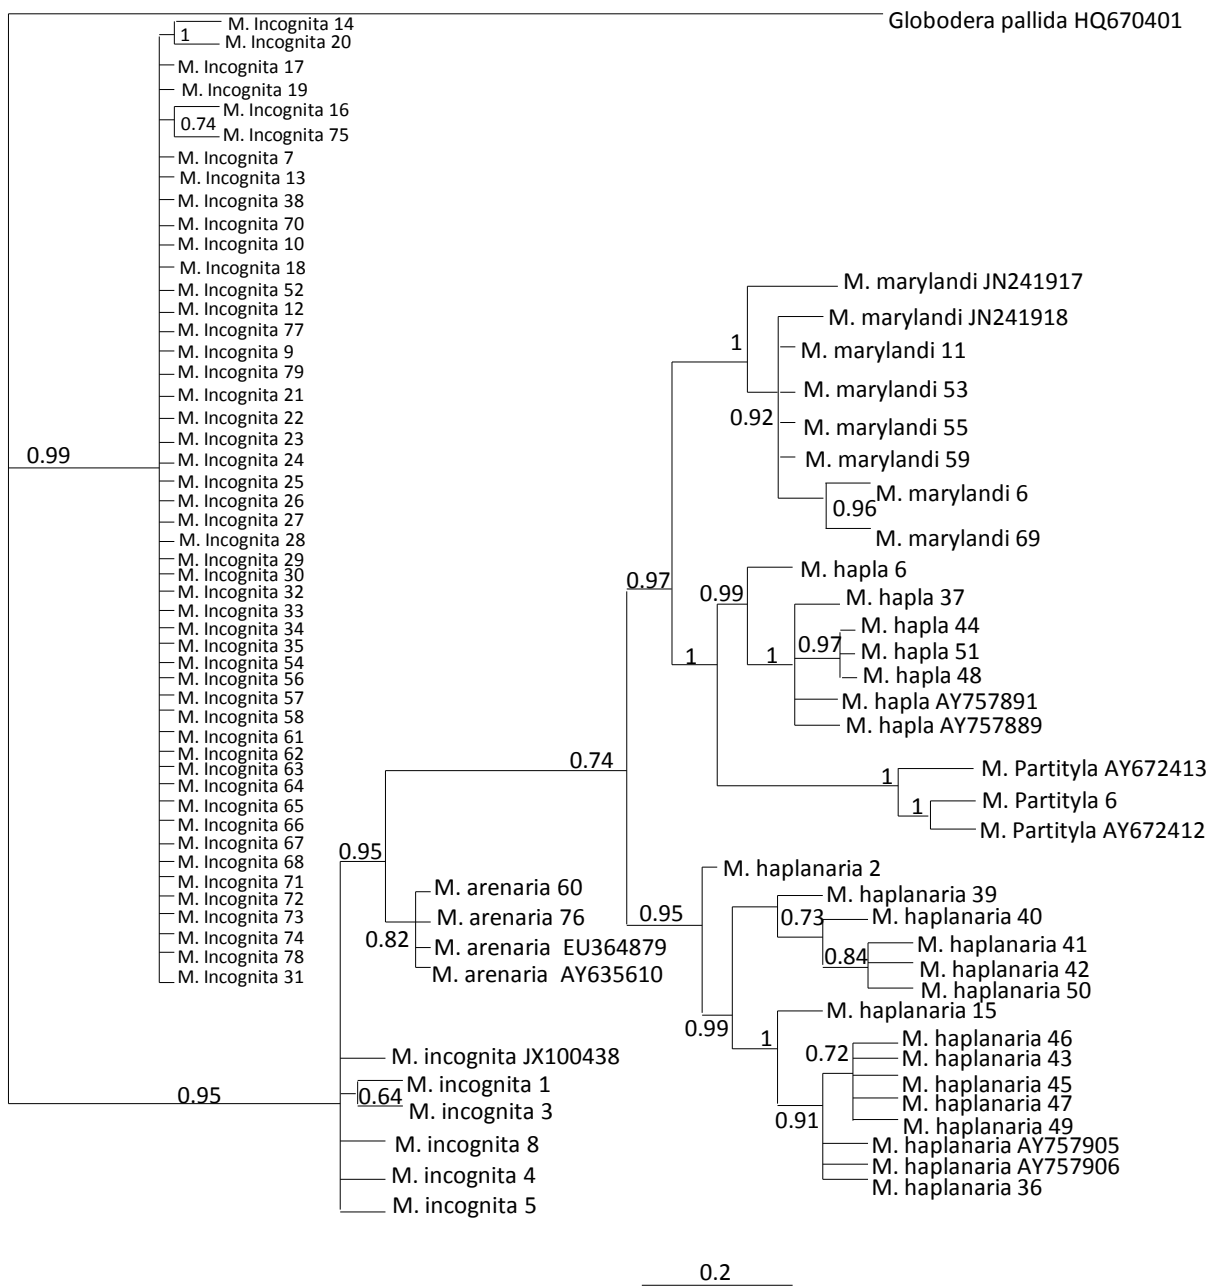 Globodera pallida HQ670401
M. Incognita 14
1
M. Incognita 20
M. Incognita 17
M. Incognita 19
M. Incognita 16
0.74
M. Incognita 75
M. Incognita 7
M. Incognita 13
M. Incognita 38
M. Incognita 70
M. Incognita 10
M. Incognita 18
M. Incognita 52
M. Incognita 12
M. Incognita 77
M. Incognita 9
M. Incognita 79
M. Incognita 21
M. Incognita 22
M. Incognita 23
M. Incognita 24
0.99
M. Incognita 25
M. Incognita 26
M. Incognita 27
M. Incognita 28
M. Incognita 29
M. Incognita 30
M. Incognita 32
M. Incognita 33
M. Incognita 34
M. Incognita 35
M. Incognita 54
M. Incognita 56
M. Incognita 57
M. Incognita 58
M. Incognita 61
M. Incognita 62
M. Incognita 63
M. Incognita 64
M. Incognita 65
M. Incognita 66
M. Incognita 67
M. Incognita 68
M. Incognita 71
M. Incognita 72
M. Incognita 73
M. Incognita 74
M. Incognita 78
M. Incognita 31
M. marylandi JN241917
M. marylandi JN241918
1
M. marylandi 11
M. marylandi 53
0.92
M. marylandi 55
M. marylandi 59
M. marylandi 6
0.96
M. marylandi 69
M. hapla 6
0.97
0.99
M. hapla 37
M. hapla 44
0.97
M. hapla 51
1
1
M. hapla 48
M. hapla AY757891
M. hapla AY757889
0.74
M. Partityla AY672413
1
M. Partityla 6
1
M. Partityla AY672412
0.95
M. haplanaria 2
M. arenaria 60
M. haplanaria 39
M. arenaria 76
0.95
0.73
M. haplanaria 40
0.82
M. arenaria EU364879
M. haplanaria 41
0.84
M. arenaria AY635610
M. haplanaria 42
M. haplanaria 50
M. haplanaria 15
0.99
1
M. haplanaria 46
0.72
M. haplanaria 43
M. incognita JX100438
M. haplanaria 45
M. incognita 1
0.95
0.64
M. haplanaria 47
M. incognita 3
0.91
M. haplanaria 49
M. incognita 8
M. haplanaria AY757905
M. haplanaria AY757906
M. incognita 4
M. haplanaria 36
M. incognita 5
0.2